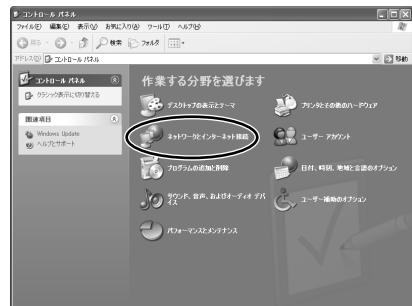 コントロール パネル
ファイル(F) 編集(E) 表示(V) お気に入り(A) ツール(T) ヘルプ(H)
戻る 検索 フォルダ
アドレス(D) コントロール パネル 移動
コントロール パネル
クラシック表示に切り替える
関連項目
Windows Update
ヘルプとサポート
作業する分野を選びます
デスクトップの表示とテーマ
プリンタとその他のハードウェア
ネットワークとインターネット接続
ユーザー アカウント
プログラムの追加と削除
日付、時刻、地域と言語のオプション
サウンド、音声、およびオーディオ デバイス
ユーザー補助のオプション
パフォーマンスとメンテナンス